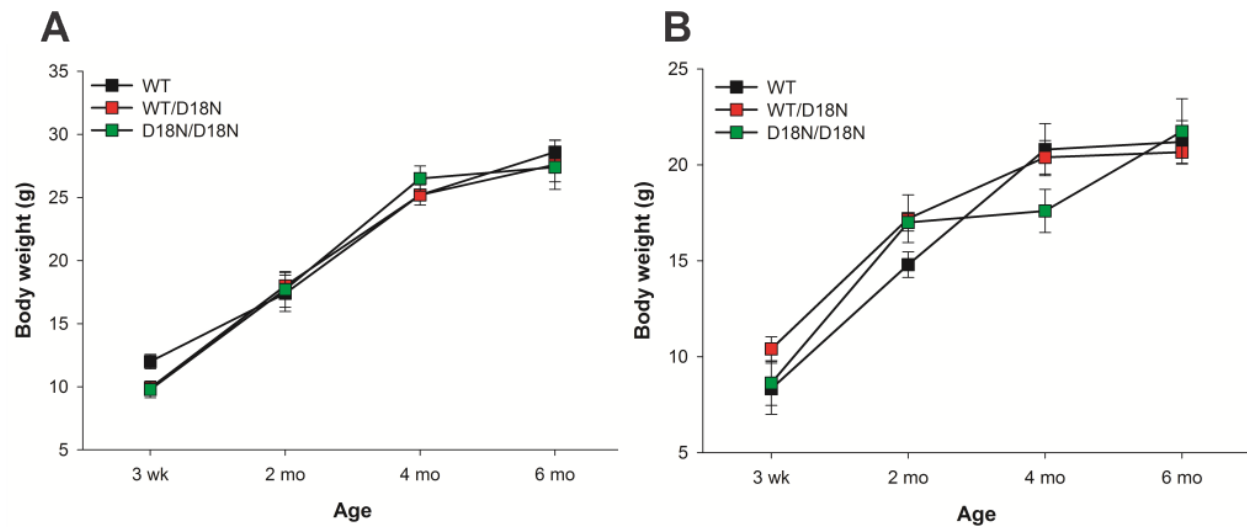 A
Body weight (g)
35
30
25
20
15
10
5
WT
WT/D18N
D18N/D18N
3 wk
2 mo
4 mo
6 mo
Age
B
Body weight (g)
25
20
15
10
5
WT
WT/D18N
D18N/D18N
3 wk
2 mo
4 mo
6 mo
Age